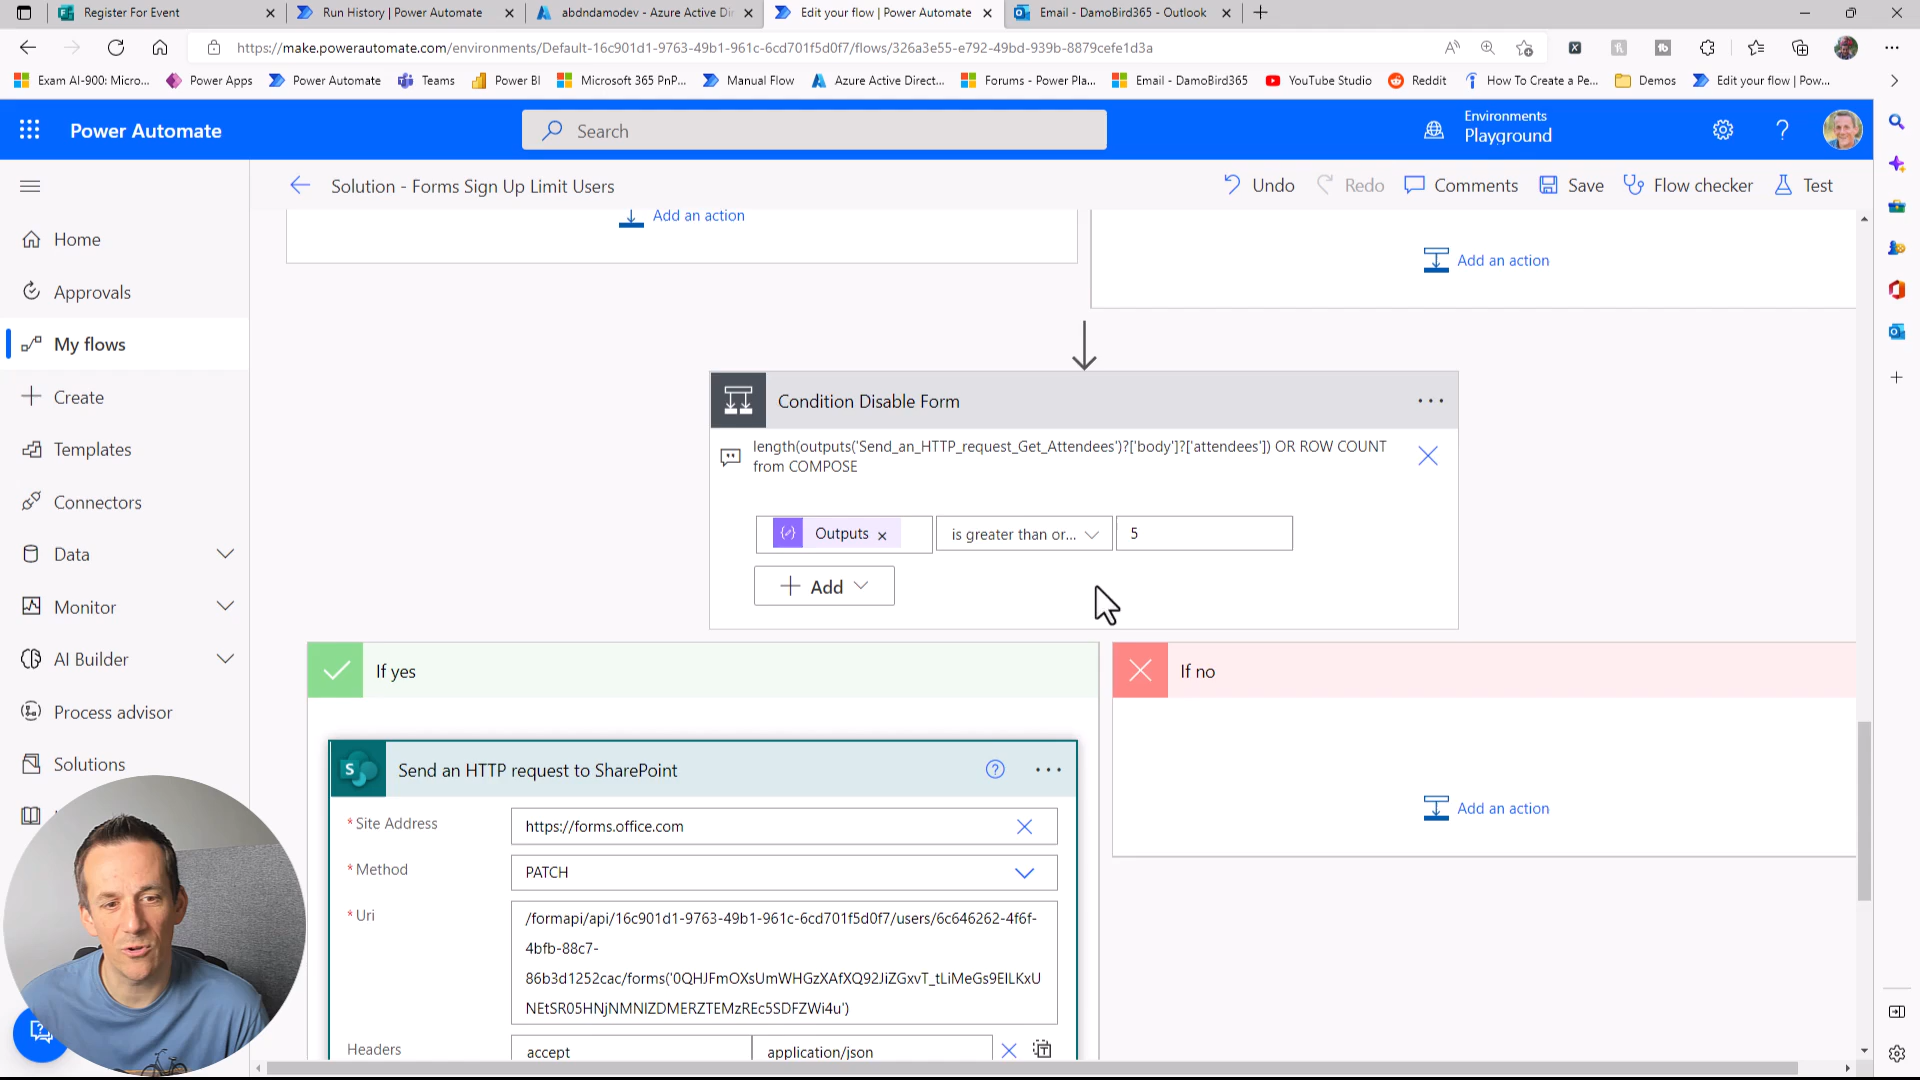 Register For Event
Run History | Power Automate
abdndamodev - Azure Active Dir
Edit your flow | Power Automate
Email - DamoBird365 - Outlook
https://make.powerautomate.com/environments/Default-16c901d1-9763-49b1-961c-6cd701f5d0f7/flows/326a3e55-e792-49bd-939b-8879cefe1d3a
Exam AI-900: Micro...
Power Apps
Power Automate
Teams
Power BI
Microsoft 365 PnP...
Manual Flow
Azure Active Direct...
Forums - Power Pla...
Email - DamoBird365
YouTube Studio
Reddit
How To Create a Pe...
Demos
Edit your flow | Pow...
Power Automate
Search
Environments
Playground
Solution - Forms Sign Up Limit Users
Undo
Redo
Comments
Save
Flow checker
Test
Home
Approvals
My flows
Create
Templates
Connectors
Data
Monitor
AI Builder
Process advisor
Solutions
Add an action
Add an action
Condition Disable Form
length(outputs('Send_an_HTTP_request_Get_Attendees')?['body']?['attendees']) OR ROW COUNT
from COMPOSE
Outputs
is greater than or...
5
Add
If yes
If no
Send an HTTP request to SharePoint
* Site Address
https://forms.office.com
* Method
PATCH
* Uri
/formapi/api/16c901d1-9763-49b1-961c-6cd701f5d0f7/users/6c646262-4f6f-
4bfb-88c7-
86b3d1252cac/forms('0QHJFmOXsUmWHGzXAfXQ92JiZGxvT_tLiMeGs9EILKxU
NEtSR05HNjNMNlZDMERZTEMzREc5SDFZWi4u')
Headers
accept
application/json
Add an action